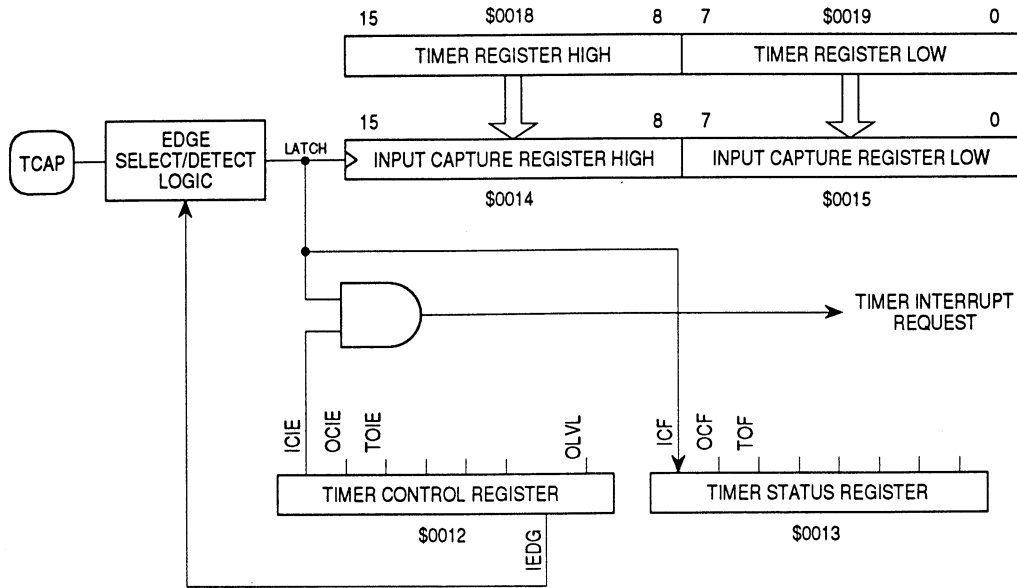 15 $0018 8 7 $0019 0
TIMER REGISTER HIGH TIMER REGISTER LOW
15 8 7 0
TCAP
EDGE
SELECT/DETECT
LOGIC
LATCH
INPUT CAPTURE REGISTER HIGH INPUT CAPTURE REGISTER LOW
$0014 $0015
TIMER INTERRUPT
REQUEST
ICIE OCIE TOIE OLVL ICF OCF TOF
TIMER CONTROL REGISTER TIMER STATUS REGISTER
$0012 IEDG $0013